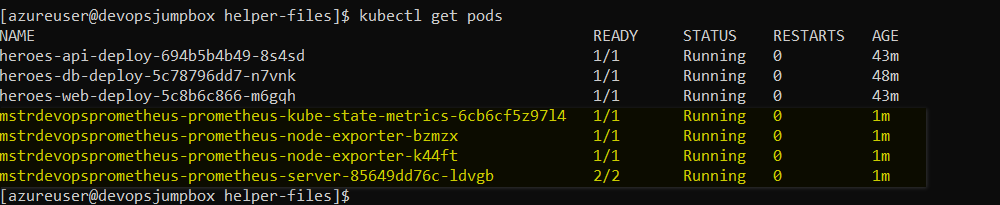 [azureuser@devopsjumpbox helper-files]$ kubectl get pods
NAME READY STATUS RESTARTS AGE
heroes-api-deploy-694b5b4b49-8s4sd 1/1 Running 0 43m
heroes-db-deploy-5c78796dd7-n7vnk 1/1 Running 0 48m
heroes-web-deploy-5c8b6c866-m6gqh 1/1 Running 0 43m
mstrdevopsprometheus-prometheus-kube-state-metrics-6cb6cf5z97l4 1/1 Running 0 1m
mstrdevopsprometheus-prometheus-node-exporter-bzmzx 1/1 Running 0 1m
mstrdevopsprometheus-prometheus-node-exporter-k44ft 1/1 Running 0 1m
mstrdevopsprometheus-prometheus-server-85649dd76c-ldvgb 2/2 Running 0 1m
[azureuser@devopsjumpbox helper-files]$